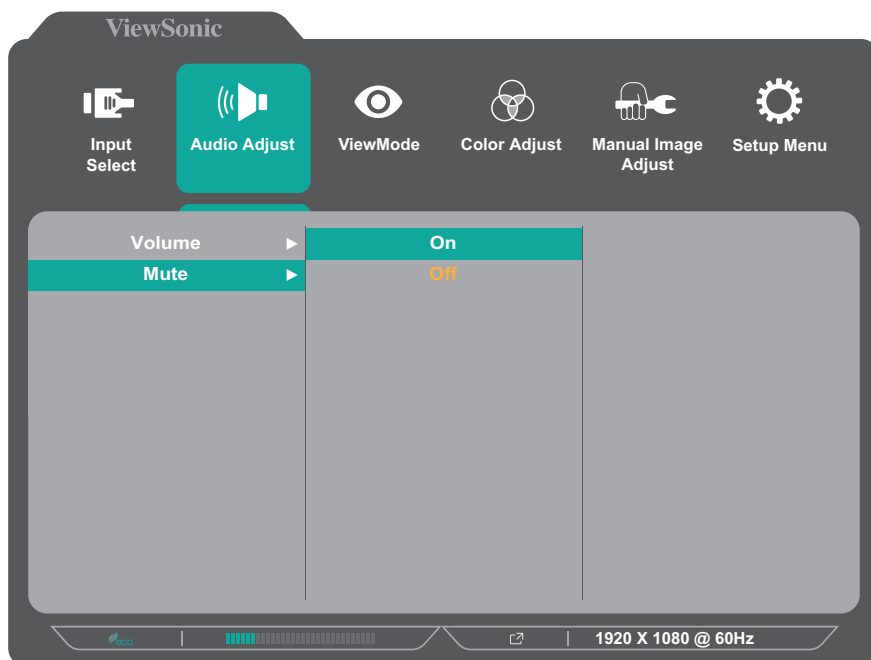 ViewSonic
Input
Select
Audio Adjust
ViewMode
Color Adjust
Manual Image
Adjust
Setup Menu
Volume
On
Mute
Off
eco
1920 X 1080 @ 60Hz